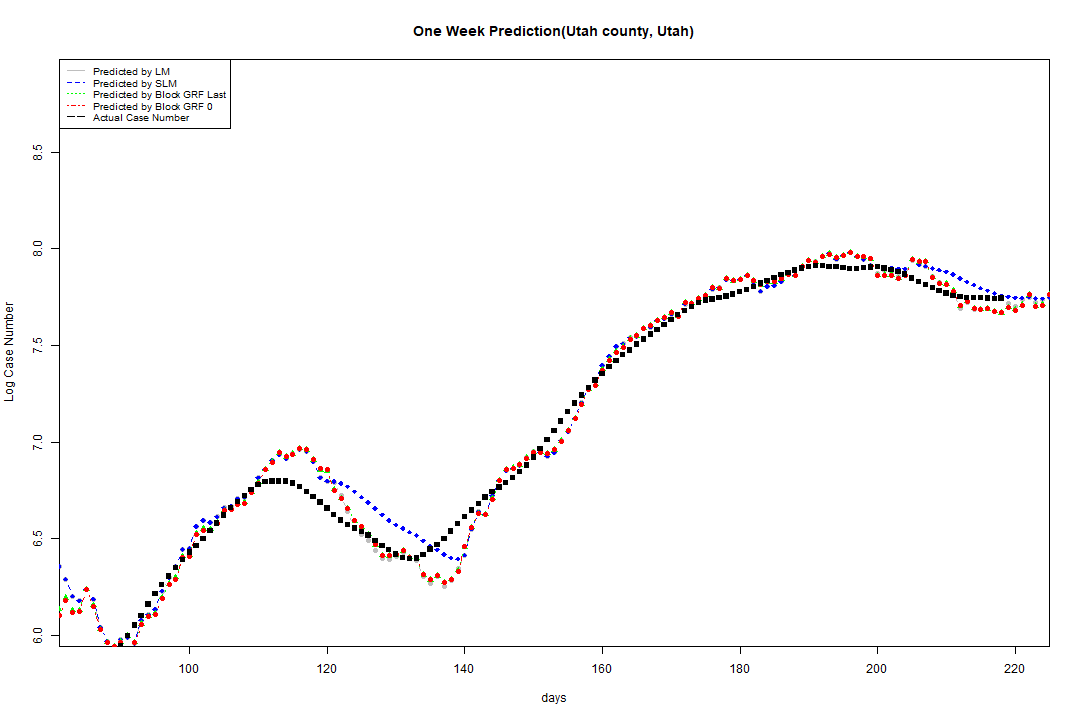 One Week Prediction(Utah county, Utah)
Predicted by LM
Predicted by SLM
Predicted by Block GRF Last
Predicted by Block GRF 0
Actual Case Number
8.5
8.0
7.5
7.0
6.5
6.0
Log Case Number
100 120 140 160 180 200 220
days